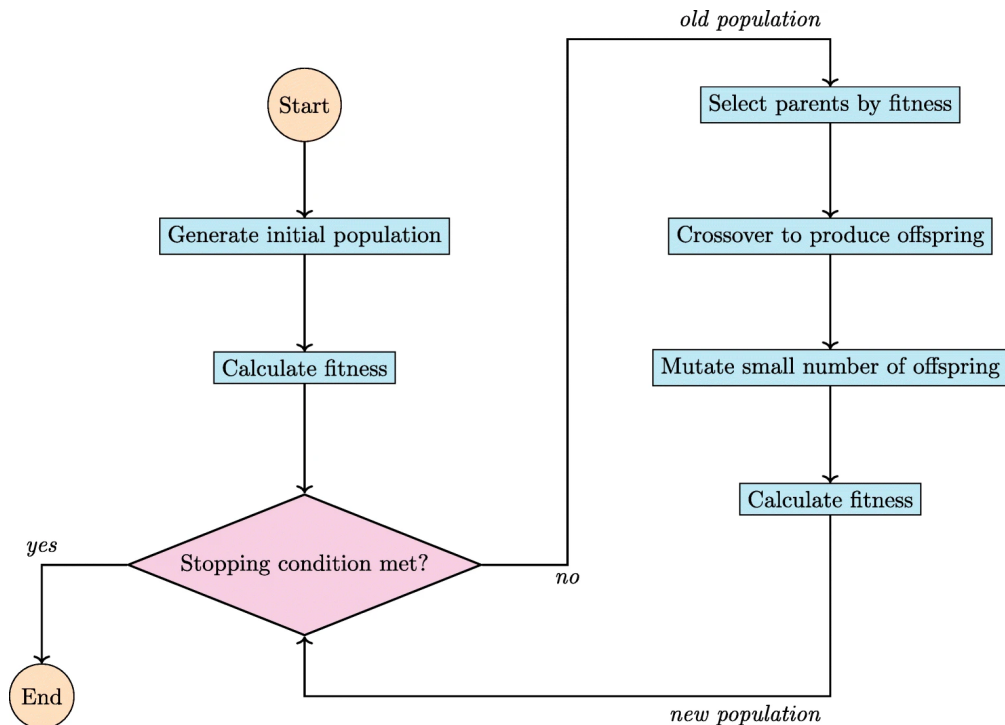 old population
Start
Select parents by fitness
Generate initial population
Crossover to produce offspring
Calculate fitness
Mutate small number of offspring
Calculate fitness
yes
Stopping condition met?
no
End
new population